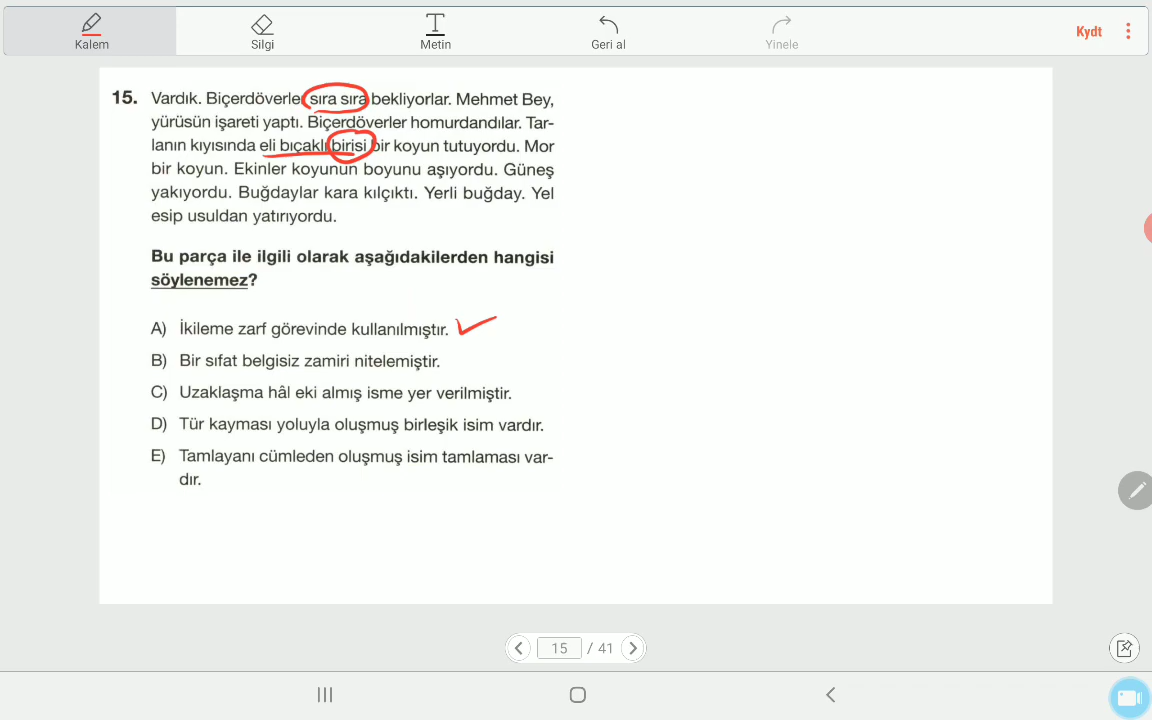 Kalem
Silgi
Metin
Geri al
Yinele
Kydt
15. Vardık. Biçerdöverler sıra sıra bekliyorlar. Mehmet Bey,
yürüsün işareti yaptı. Biçerdöverler homurdandılar. Tar-
lanın kıyısında eli bıçaklı birisi bir koyun tutuyordu. Mor
bir koyun. Ekinler koyunun boyunu aşıyordu. Güneş
yakıyordu. Buğdaylar kara kılçıktı. Yerli buğday. Yel
esip usuldan yatırıyordu.
Bu parça ile ilgili olarak aşağıdakilerden hangisi
söylenemez?
A) İkileme zarf görevinde kullanılmıştır.
B) Bir sıfat belgisiz zamiri nitelemiştir.
C) Uzaklaşma hâl eki almış isme yer verilmiştir.
D) Tür kayması yoluyla oluşmuş birleşik isim vardır.
E) Tamlayanı cümleden oluşmuş isim tamlaması var-
dır.
15 / 41